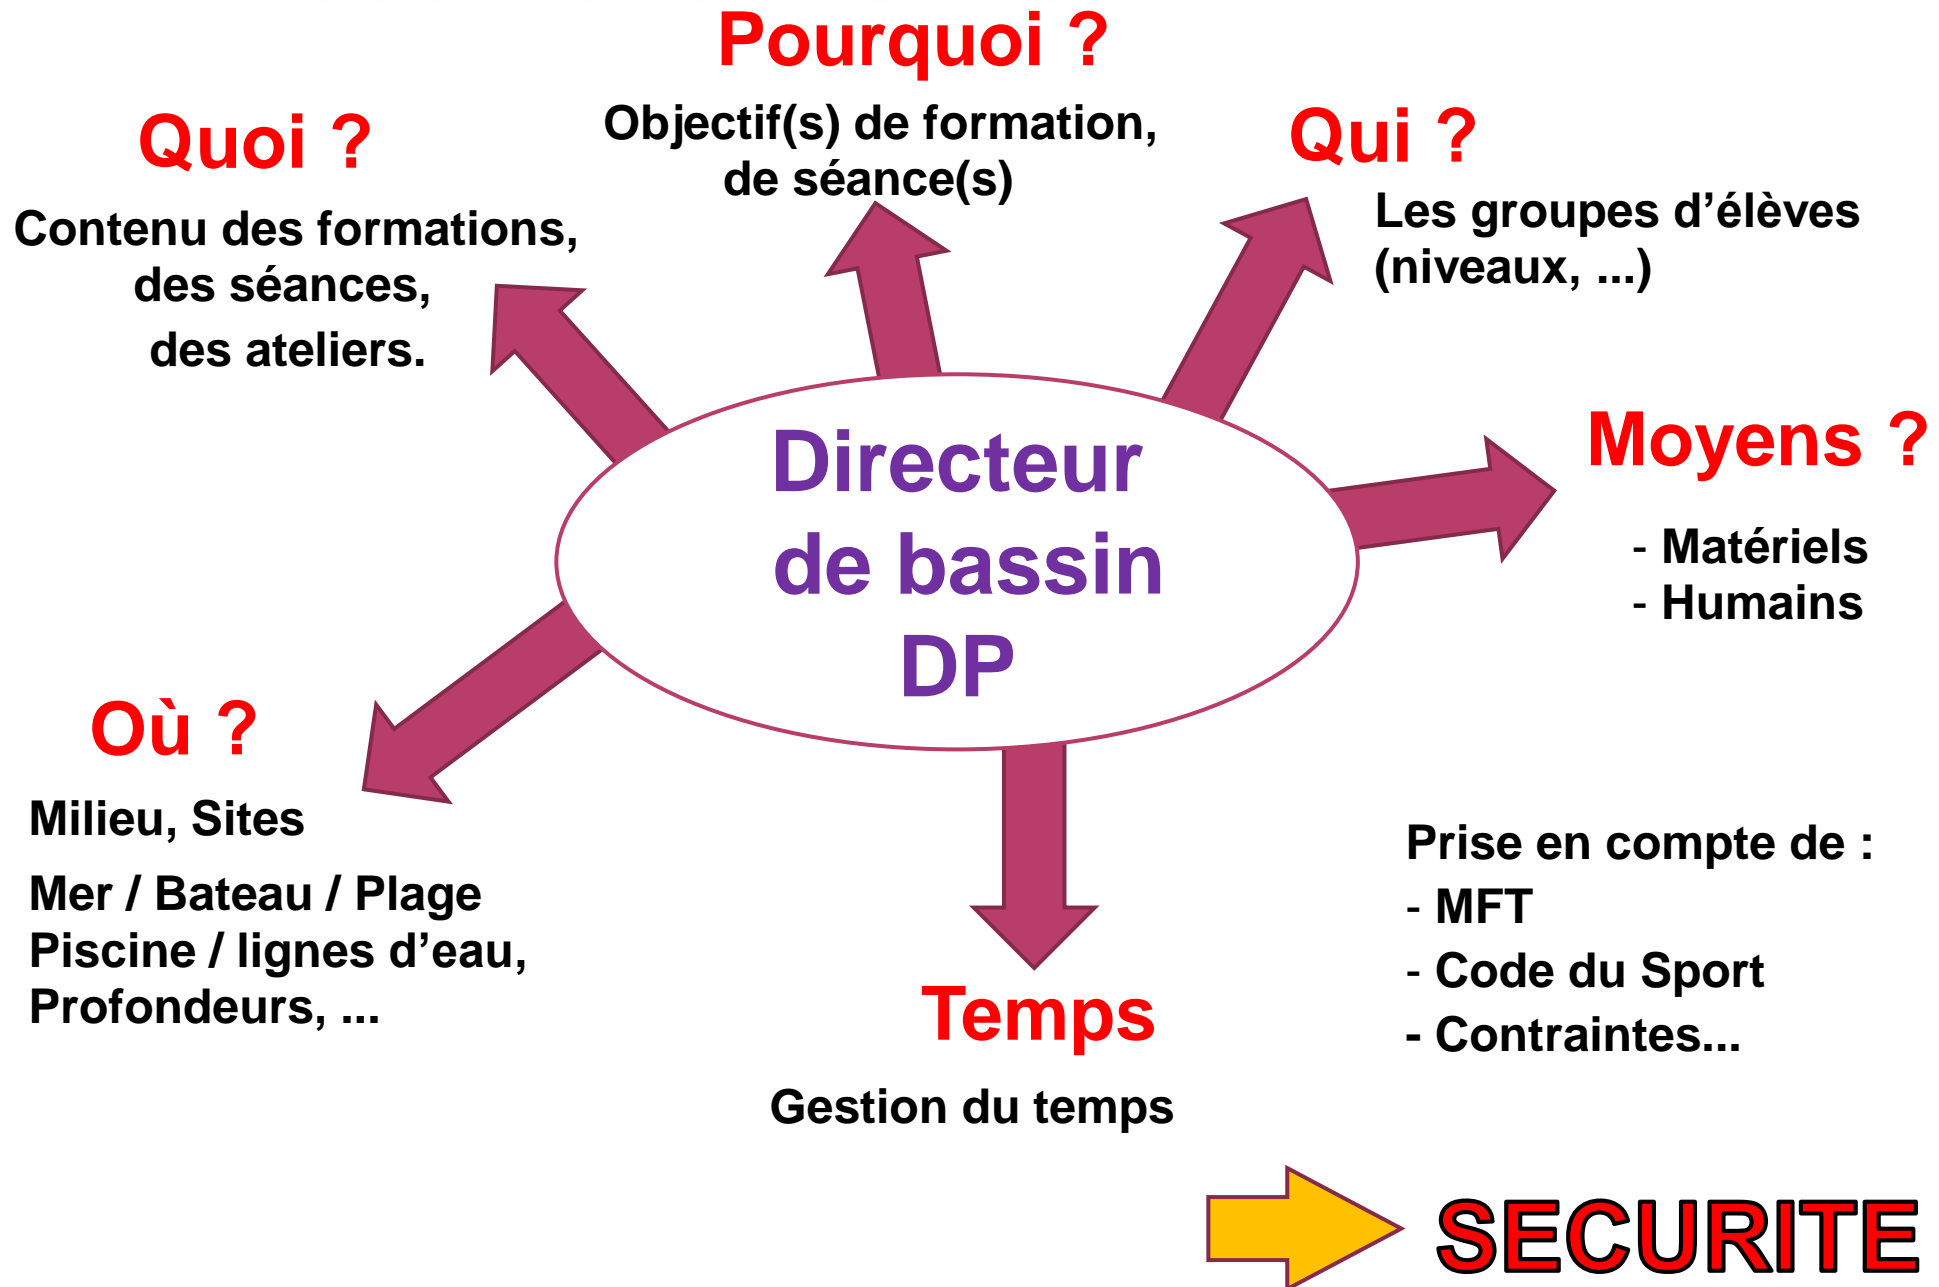 Pourquoi ?
Objectif(s) de formation,
de séance(s)
Quoi ?
Contenu des formations,
des séances,
des ateliers.
Qui ?
Les groupes d’élèves
(niveaux, ...)
Moyens ?
- Matériels
- Humains
Directeur
de bassin
DP
Où ?
Milieu, Sites
Mer / Bateau / Plage
Piscine / lignes d’eau,
Profondeurs, ...
Temps
Gestion du temps
Prise en compte de :
- MFT
- Code du Sport
- Contraintes...
SECURITE